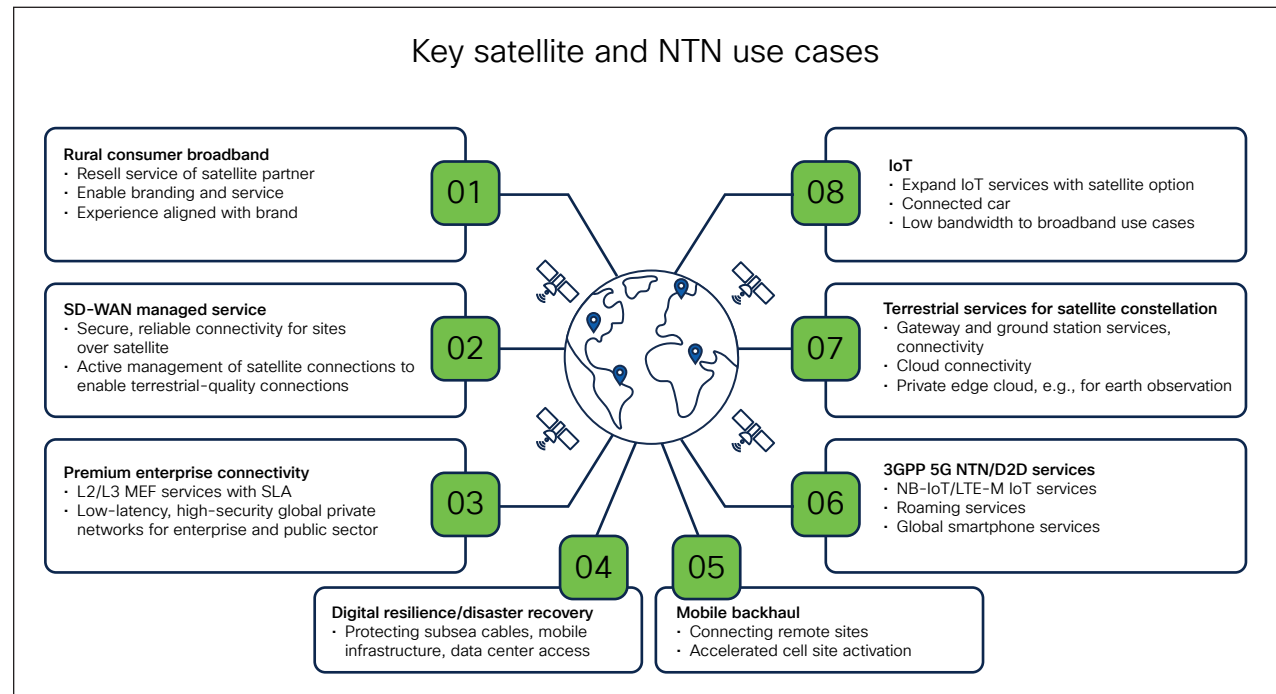 Key satellite and NTN use cases
Rural consumer broadband
• Resell service of satellite partner
• Enable branding and service
• Experience aligned with brand
01
SD-WAN managed service
• Secure, reliable connectivity for sites
over satellite
• Active management of satellite connections to
enable terrestrial-quality connections
02
Premium enterprise connectivity
• L2/L3 MEF services with SLA
• Low-latency, high-security global private
networks for enterprise and public sector
03
04
Digital resilience/disaster recovery
• Protecting subsea cables, mobile
infrastructure, data center access
05
Mobile backhaul
• Connecting remote sites
• Accelerated cell site activation
06
3GPP 5G NTN/D2D services
• NB-IoT/LTE-M IoT services
• Roaming services
• Global smartphone services
07
Terrestrial services for satellite constellation
• Gateway and ground station services,
connectivity
• Cloud connectivity
• Private edge cloud, e.g., for earth observation
08
IoT
• Expand IoT services with satellite option
• Connected car
• Low bandwidth to broadband use cases